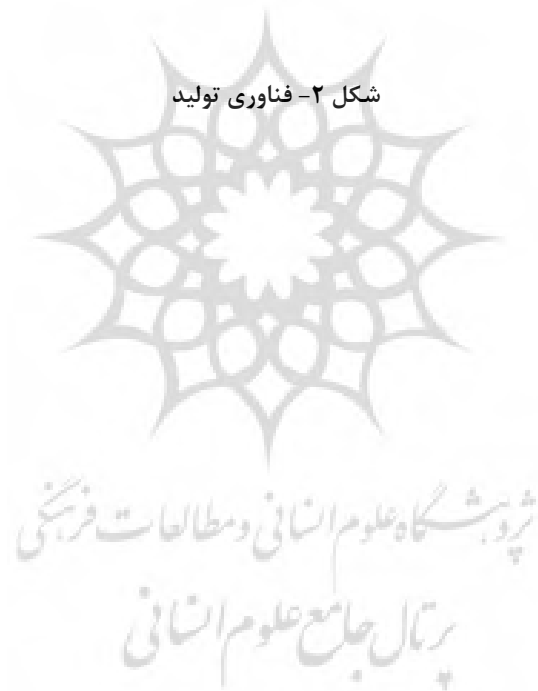 شکل ۲- فناوری تولید
پژوهشگاه علوم انسانی و مطالعات فرهنگی
پرتال جامع علوم انسانی